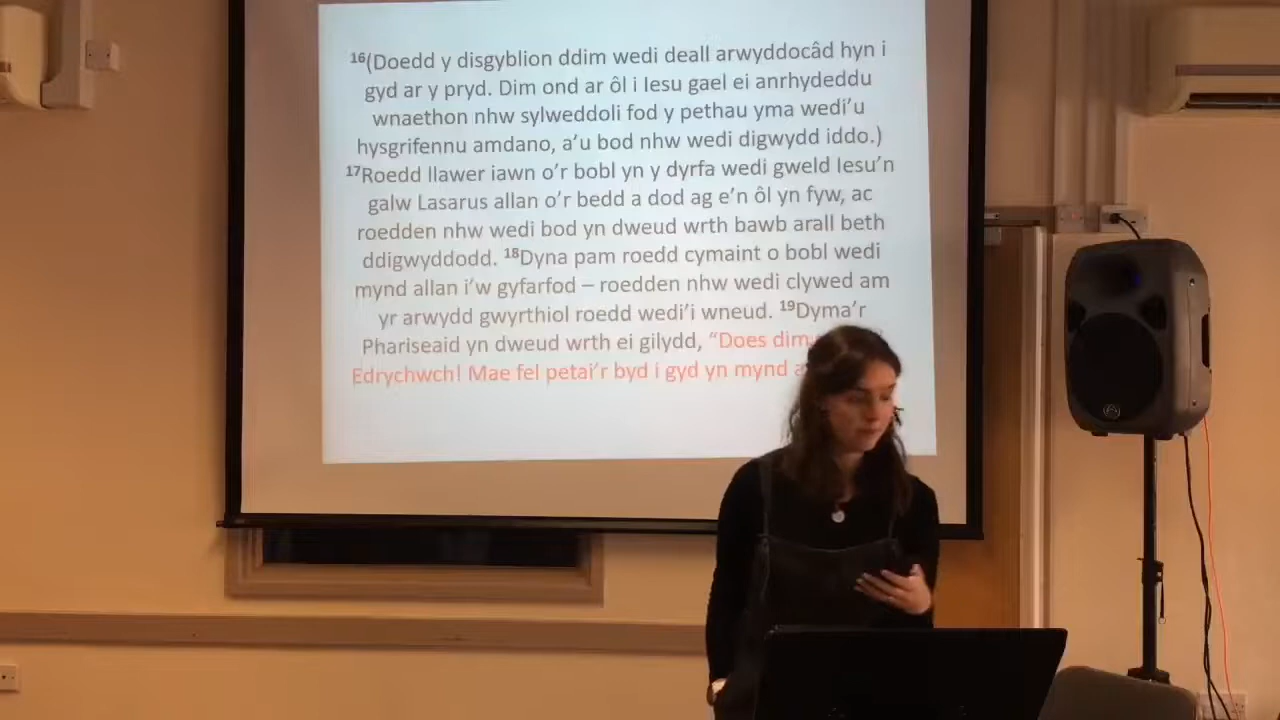 ¹⁶(Doedd y disgyblion ddim wedi deall arwyddocâd hyn i
gyd ar y pryd. Dim ond ar ôl i Iesu gael ei anrhydeddu
wnaethon nhw sylweddoli fod y pethau yma wedi’u
hysgrifennu amdano, a’u bod nhw wedi digwydd iddo.)
¹⁷Roedd llawer iawn o’r bobl yn y dyrfa wedi gweld Iesu’n
galw Lasarus allan o’r bedd a dod ag e’n ôl yn fyw, ac
roedden nhw wedi bod yn dweud wrth bawb arall beth
ddigwyddodd. ¹⁸Dyna pam roedd cymaint o bobl wedi
mynd allan i’w gyfarfod – roedden nhw wedi clywed am
yr arwydd gwyrthiol roedd wedi’i wneud. ¹⁹Dyma’r
Phariseaid yn dweud wrth ei gilydd, “Does dim
Edrychwch! Mae fel petai’r byd i gyd yn mynd